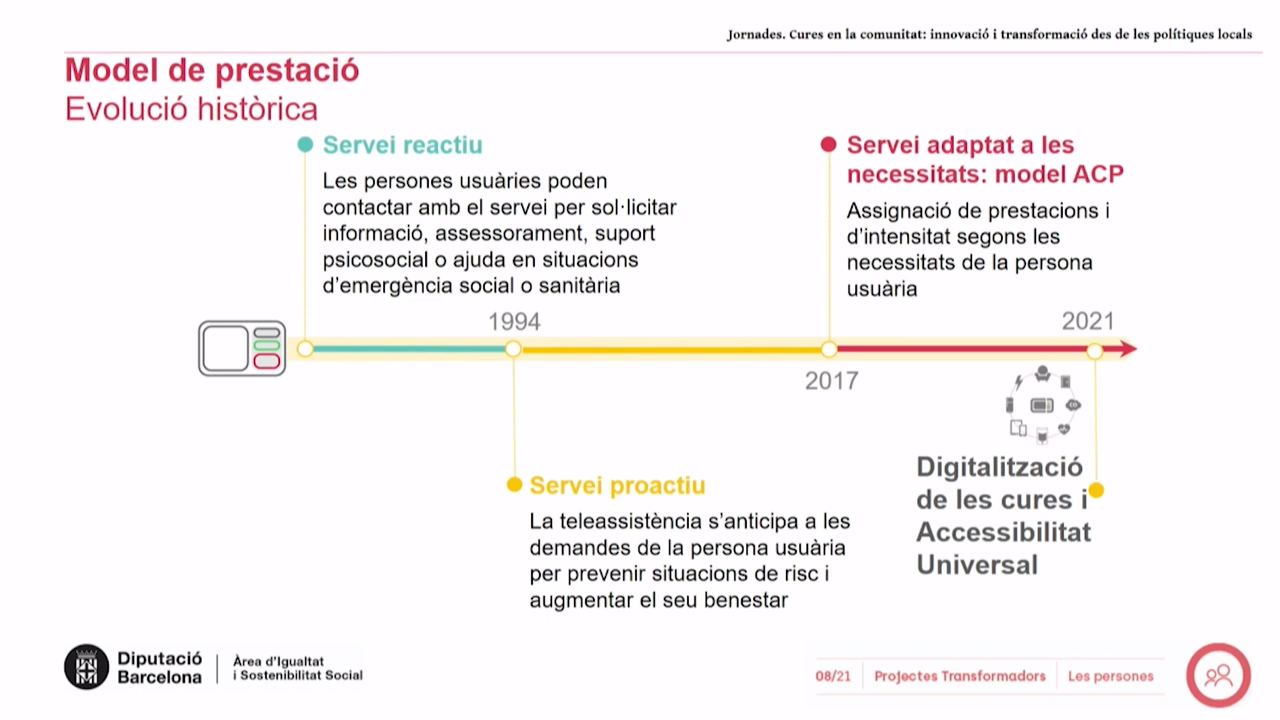 Jornades. Cures en la comunitat: innovació i transformació des de les polítiques locals
Model de prestació
Evolució històrica
Servei reactiu
Les persones usuàries poden
contactar amb el servei per sol·licitar
informació, assessorament, suport
psicosocial o ajuda en situacions
d'emergència social o sanitària
Servei adaptat a les
necessitats: model ACP
Assignació de prestacions i
d'intensitat segons les
necessitats de la persona
usuària
1994
2021
2017
Servei proactiu
La teleassistència s'anticipa a les
demandes de la persona usuària
per prevenir situacions de risc i
augmentar el seu benestar
Digitalització
de les cures i
Accessibilitat
Universal
Diputació
Barcelona
Àrea d'Igualtat
i Sostenibilitat Social
08/21
Projectes Transformadors
Les persones